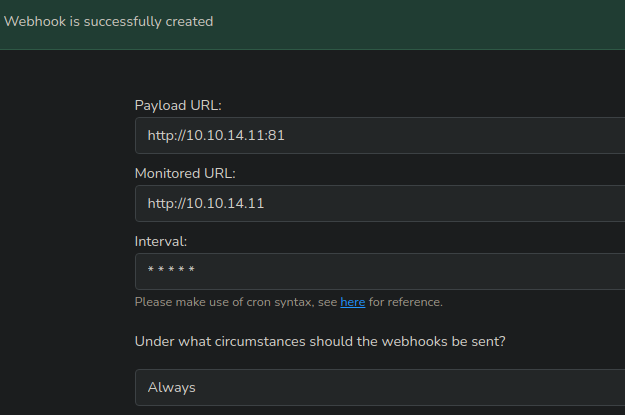 Webhook is successfully created
Payload URL:
http://10.10.14.11:81
Monitored URL:
http://10.10.14.11
Interval:
* * * * *
Please make use of cron syntax, see here for reference.
Under what circumstances should the webhooks be sent?
Always